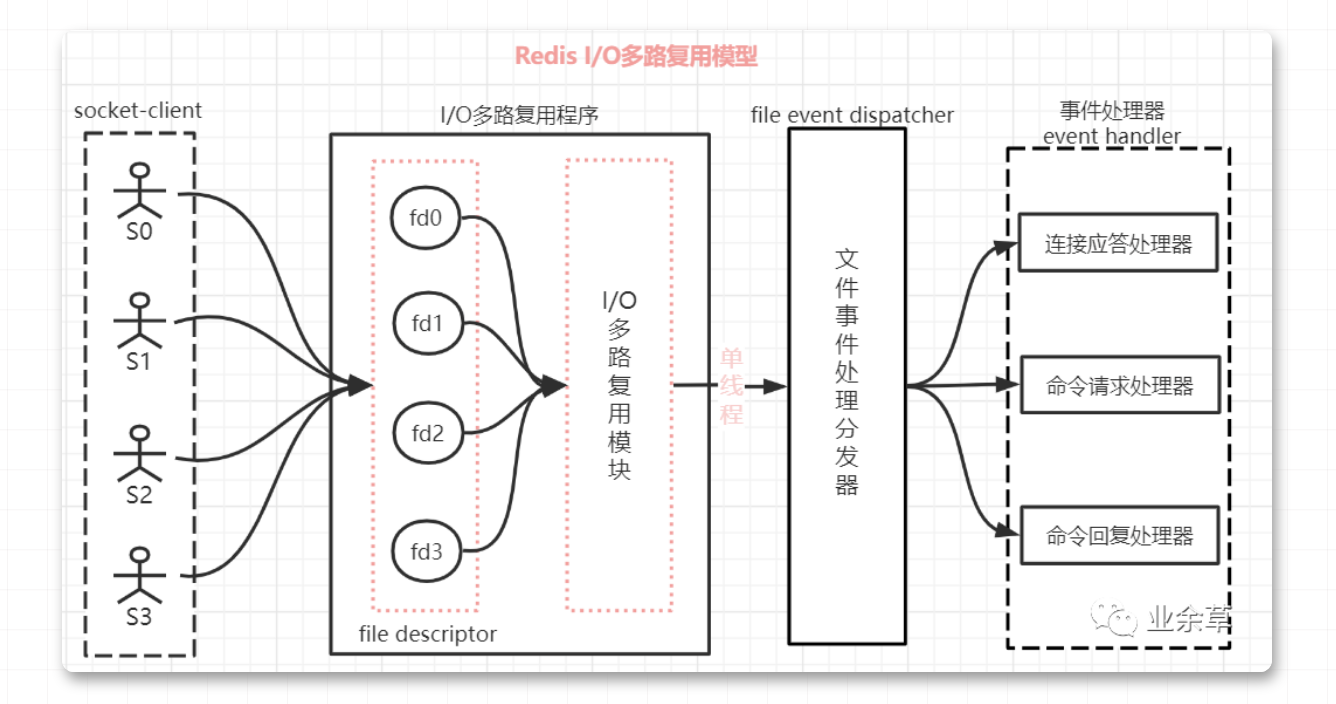 Redis I/O多路复用模型
socket-client
S0
S1
S2
S3
I/O多路复用程序
fd0
fd1
fd2
fd3
file descriptor
I/O多路复用模块
单线程
file event dispatcher
文件事件处理分发器
事件处理器
event handler
连接应答处理器
命令请求处理器
命令回复处理器
业余草